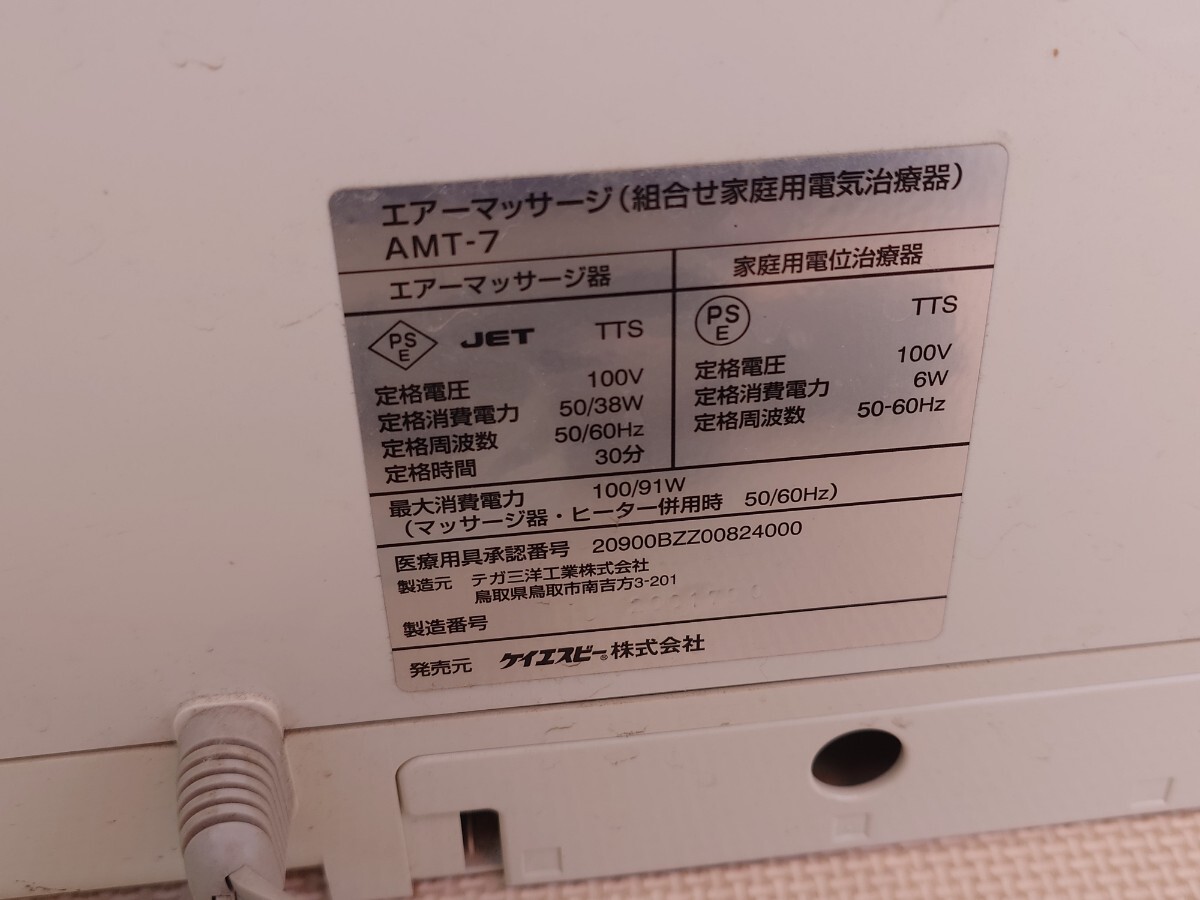 エアーマッサージ(組合せ家庭用電気治療器)
AMT-7
エアーマッサージ器
PS
E
JET
TTS
定格電圧 100V
定格消費電力 50/38W
定格周波数 50/60Hz
定格時間 30分
家庭用電位治療器
PS
E
TTS
定格電圧 100V
定格消費電力 6W
定格周波数 50-60Hz
最大消費電力 100/91W
(マッサージ器・ヒーター併用時 50/60Hz)
医療用具承認番号 20900BZZ00824000
製造元 テガ三洋工業株式会社
鳥取県鳥取市南吉方3-201
製造番号
発売元 ケイエスビー®株式会社